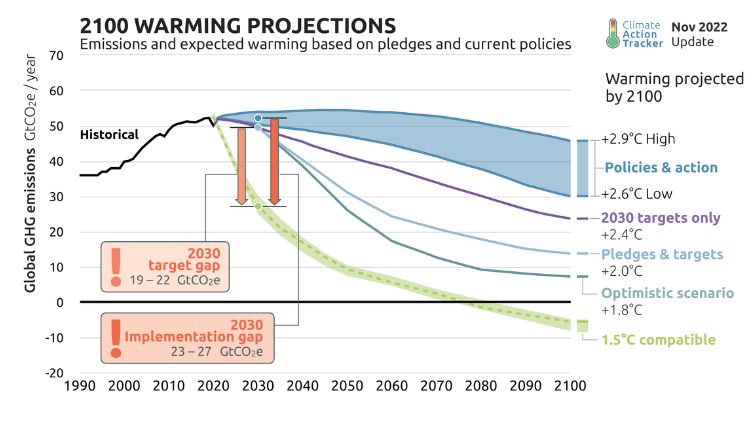 2100 WARMING PROJECTIONS
Emissions and expected warming based on pledges and current policies
Climate
Action
Tracker
Nov 2022
Update
Warming projected
by 2100
Global GHG emissions GtCO₂e / year
70
60
50
40
30
20
10
0
-10
-20
Historical
+2.9°C High
Policies & action
+2.6°C Low
2030 targets only
+2.4°C
Pledges & targets
+2.0°C
Optimistic scenario
+1.8°C
1.5°C compatible
2030
target gap
19 – 22 GtCO₂e
2030
Implementation gap
23 – 27 GtCO₂e
1990 2000 2010 2020 2030 2040 2050 2060 2070 2080 2090 2100